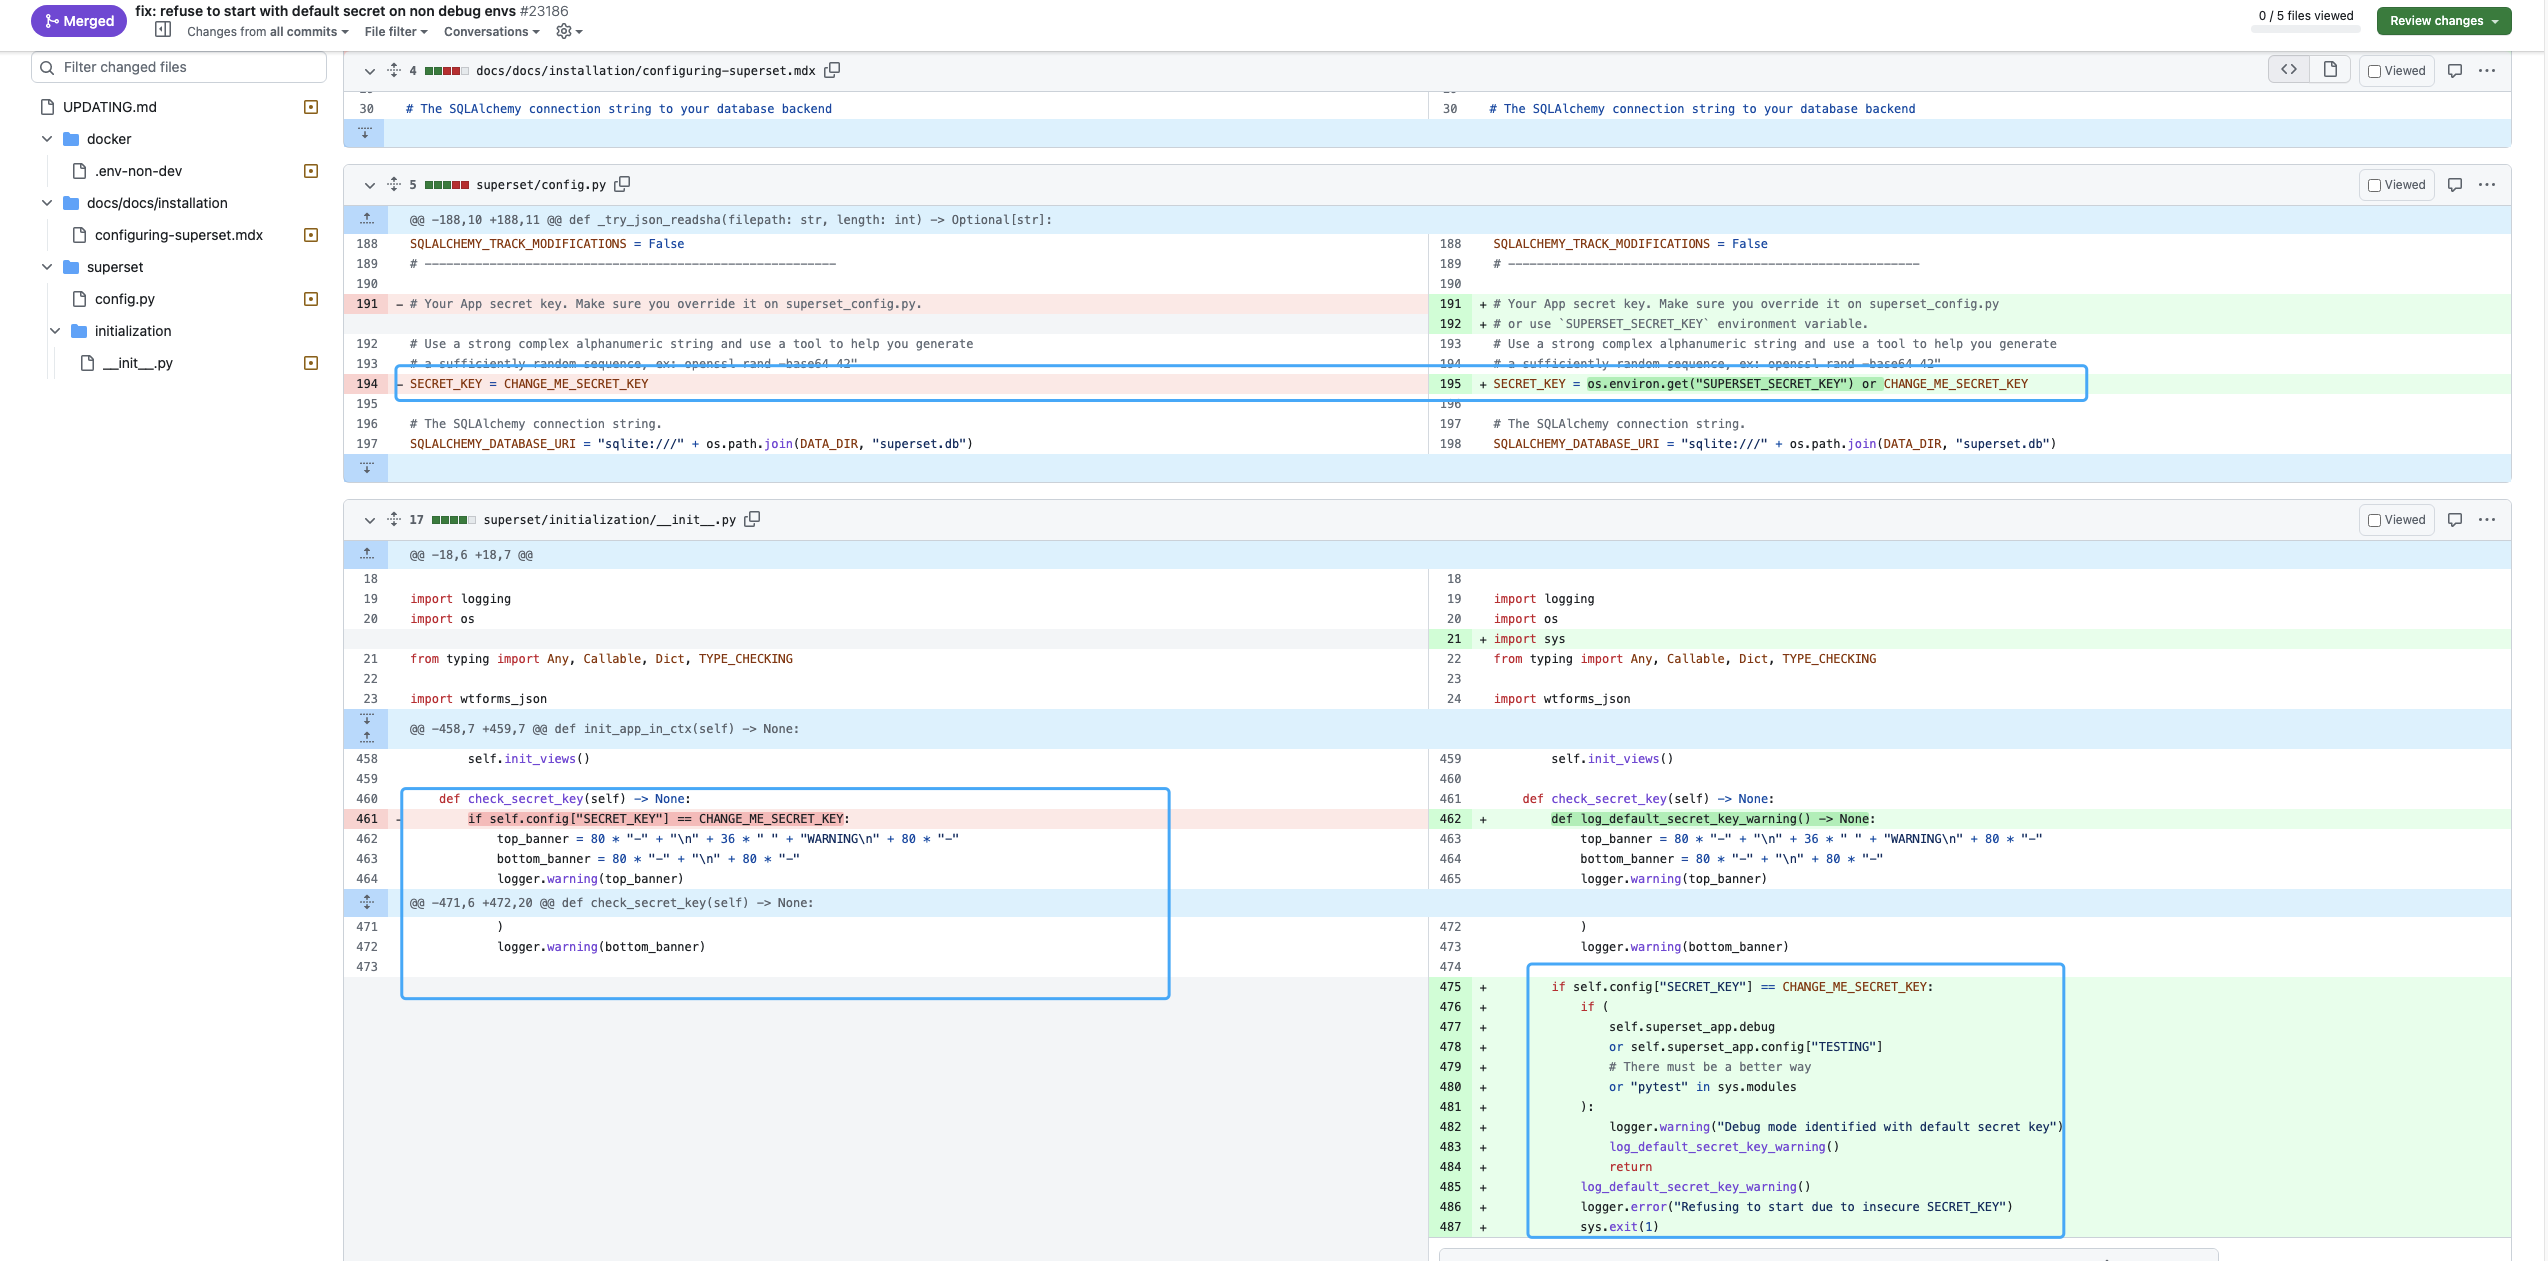 Merged
fix: refuse to start with default secret on non debug envs #23186
Changes from all commits
File filter
Conversations
0 / 5 files viewed
Review changes
Filter changed files
UPDATING.md
docker
.env-non-dev
docs/docs/installation
configuring-superset.mdx
superset
config.py
initialization
__init__.py
4 docs/docs/installation/configuring-superset.mdx
Viewed
30 # The SQLAlchemy connection string to your database backend
30 # The SQLAlchemy connection string to your database backend
5 superset/config.py
Viewed
@@ -188,10 +188,11 @@ def _try_json_readsha(filepath: str, length: int) -> Optional[str]:
188 SQLALCHEMY_TRACK_MODIFICATIONS = False
188 SQLALCHEMY_TRACK_MODIFICATIONS = False
189 # ---------------------------------------------------------
189 # ---------------------------------------------------------
190
190
191 - # Your App secret key. Make sure you override it on superset_config.py.
191 + # Your App secret key. Make sure you override it on superset_config.py
192 + # or use `SUPERSET_SECRET_KEY` environment variable.
192 # Use a strong complex alphanumeric string and use a tool to help you generate
193 # Use a strong complex alphanumeric string and use a tool to help you generate
193 # a sufficiently random sequence, ex: openssl rand -base64 42"
194 # a sufficiently random sequence, ex: openssl rand -base64 42"
194 - SECRET_KEY = CHANGE_ME_SECRET_KEY
195 + SECRET_KEY = os.environ.get("SUPERSET_SECRET_KEY") or CHANGE_ME_SECRET_KEY
195
196
196 # The SQLAlchemy connection string.
197 # The SQLAlchemy connection string.
197 SQLALCHEMY_DATABASE_URI = "sqlite:///" + os.path.join(DATA_DIR, "superset.db")
198 SQLALCHEMY_DATABASE_URI = "sqlite:///" + os.path.join(DATA_DIR, "superset.db")
17 superset/initialization/__init__.py
Viewed
@@ -18,6 +18,7 @@
18
18
19 import logging
19 import logging
20 import os
20 import os
21 + import sys
21 from typing import Any, Callable, Dict, TYPE_CHECKING
22 from typing import Any, Callable, Dict, TYPE_CHECKING
22
23
23 import wtforms_json
24 import wtforms_json
@@ -458,7 +459,7 @@ def init_app_in_ctx(self) -> None:
458 self.init_views()
459 self.init_views()
459
460
460 def check_secret_key(self) -> None:
461 def check_secret_key(self) -> None:
461 - if self.config["SECRET_KEY"] == CHANGE_ME_SECRET_KEY:
462 + def log_default_secret_key_warning() -> None:
462 top_banner = 80 * "-" + "\n" + 36 * " " + "WARNING\n" + 80 * "-"
463 top_banner = 80 * "-" + "\n" + 36 * " " + "WARNING\n" + 80 * "-"
463 bottom_banner = 80 * "-" + "\n" + 80 * "-"
464 bottom_banner = 80 * "-" + "\n" + 80 * "-"
464 logger.warning(top_banner)
465 logger.warning(top_banner)
@@ -471,6 +472,20 @@ def check_secret_key(self) -> None:
471 )
472 )
472 logger.warning(bottom_banner)
473 logger.warning(bottom_banner)
473
474
475 + if self.config["SECRET_KEY"] == CHANGE_ME_SECRET_KEY:
476 + if (
477 + self.superset_app.debug
478 + or self.superset_app.config["TESTING"]
479 + # There must be a better way
480 + or "pytest" in sys.modules
481 + ):
482 + logger.warning("Debug mode identified with default secret key")
483 + log_default_secret_key_warning()
484 + return
485 + log_default_secret_key_warning()
486 + logger.error("Refusing to start due to insecure SECRET_KEY")
487 + sys.exit(1)